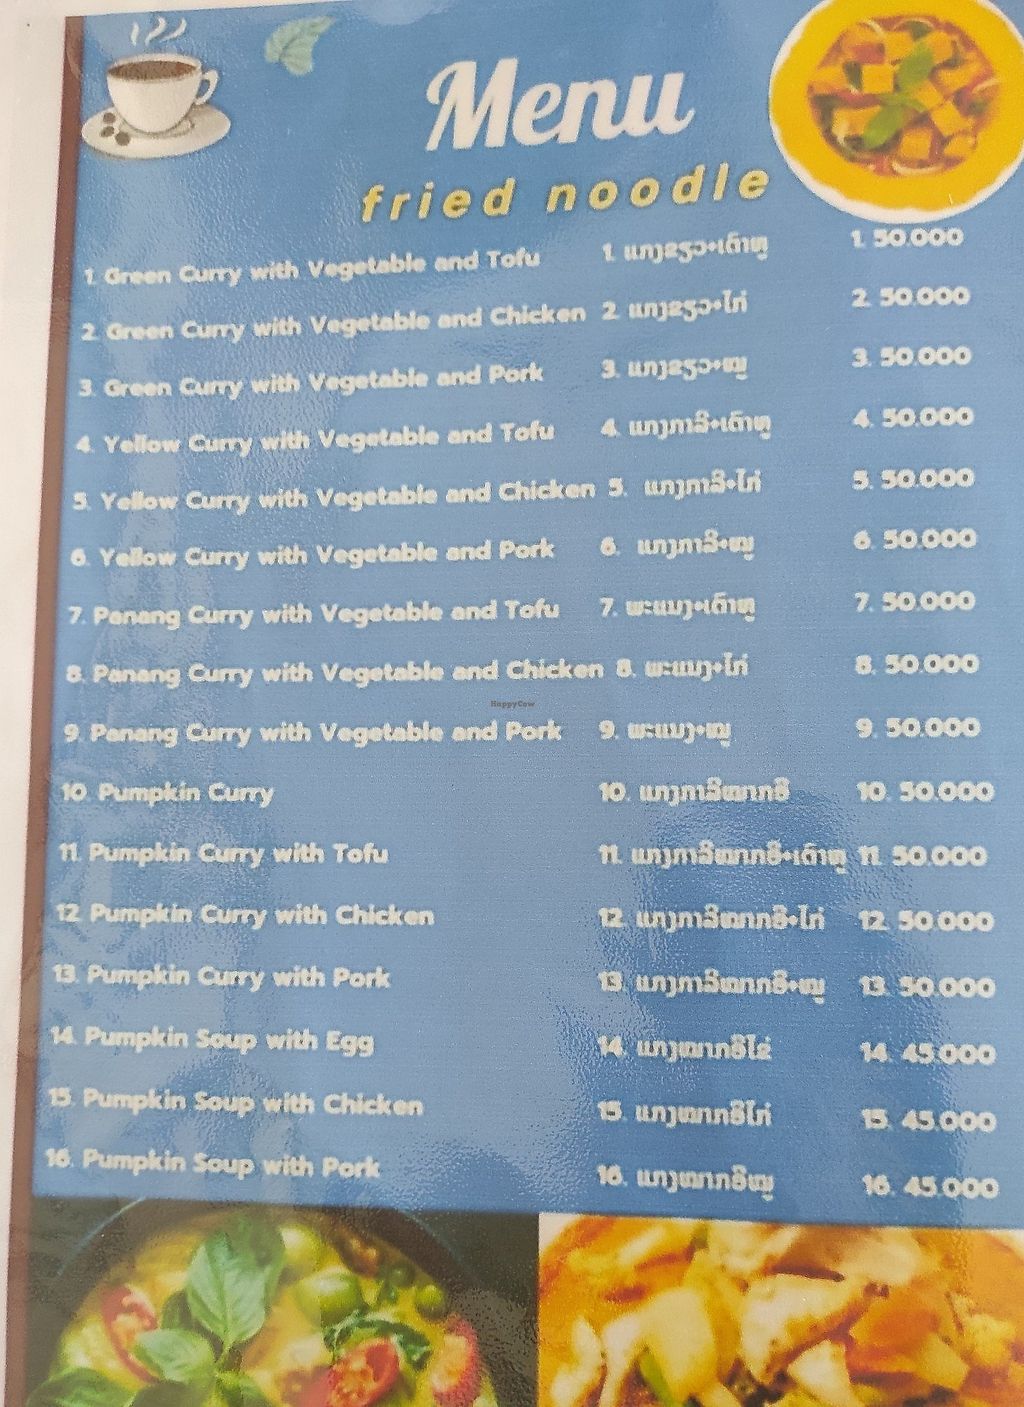 Menu
fried noodle
1. Green Curry with Vegetable and Tofu 1. ແກງຂຽວ+ເຕົາຫູ 1. 50.000
2. Green Curry with Vegetable and Chicken 2. ແກງຂຽວ+ໄກ່ 2. 50.000
3. Green Curry with Vegetable and Pork 3. ແກງຂຽວ+ໝູ 3. 50.000
4. Yellow Curry with Vegetable and Tofu 4. ແກງກາລີ+ເຕົາຫູ 4. 50.000
5. Yellow Curry with Vegetable and Chicken 5. ແກງກາລີ+ໄກ່ 5. 50.000
6. Yellow Curry with Vegetable and Pork 6. ແກງກາລີ+ໝູ 6. 50.000
7. Panang Curry with Vegetable and Tofu 7. ພະແນງ+ເຕົາຫູ 7. 50.000
8. Panang Curry with Vegetable and Chicken 8. ພະແນງ+ໄກ່ 8. 50.000
HappyCow
9. Panang Curry with Vegetable and Pork 9. ພະແນງ+ໝູ 9. 50.000
10. Pumpkin Curry 10. ແກງກາລີໝາກອຶ 10. 50.000
11. Pumpkin Curry with Tofu 11. ແກງກາລີໝາກອຶ+ເຕົາຫູ 11. 50.000
12. Pumpkin Curry with Chicken 12. ແກງກາລີໝາກອຶ+ໄກ່ 12. 50.000
13. Pumpkin Curry with Pork 13. ແກງກາລີໝາກອຶ+ໝູ 13. 50.000
14. Pumpkin Soup with Egg 14. ແກງໝາກອຶໄຂ່ 14. 45.000
15. Pumpkin Soup with Chicken 15. ແກງໝາກອຶໄກ່ 15. 45.000
16. Pumpkin Soup with Pork 16. ແກງໝາກອຶໝູ 16. 45.000